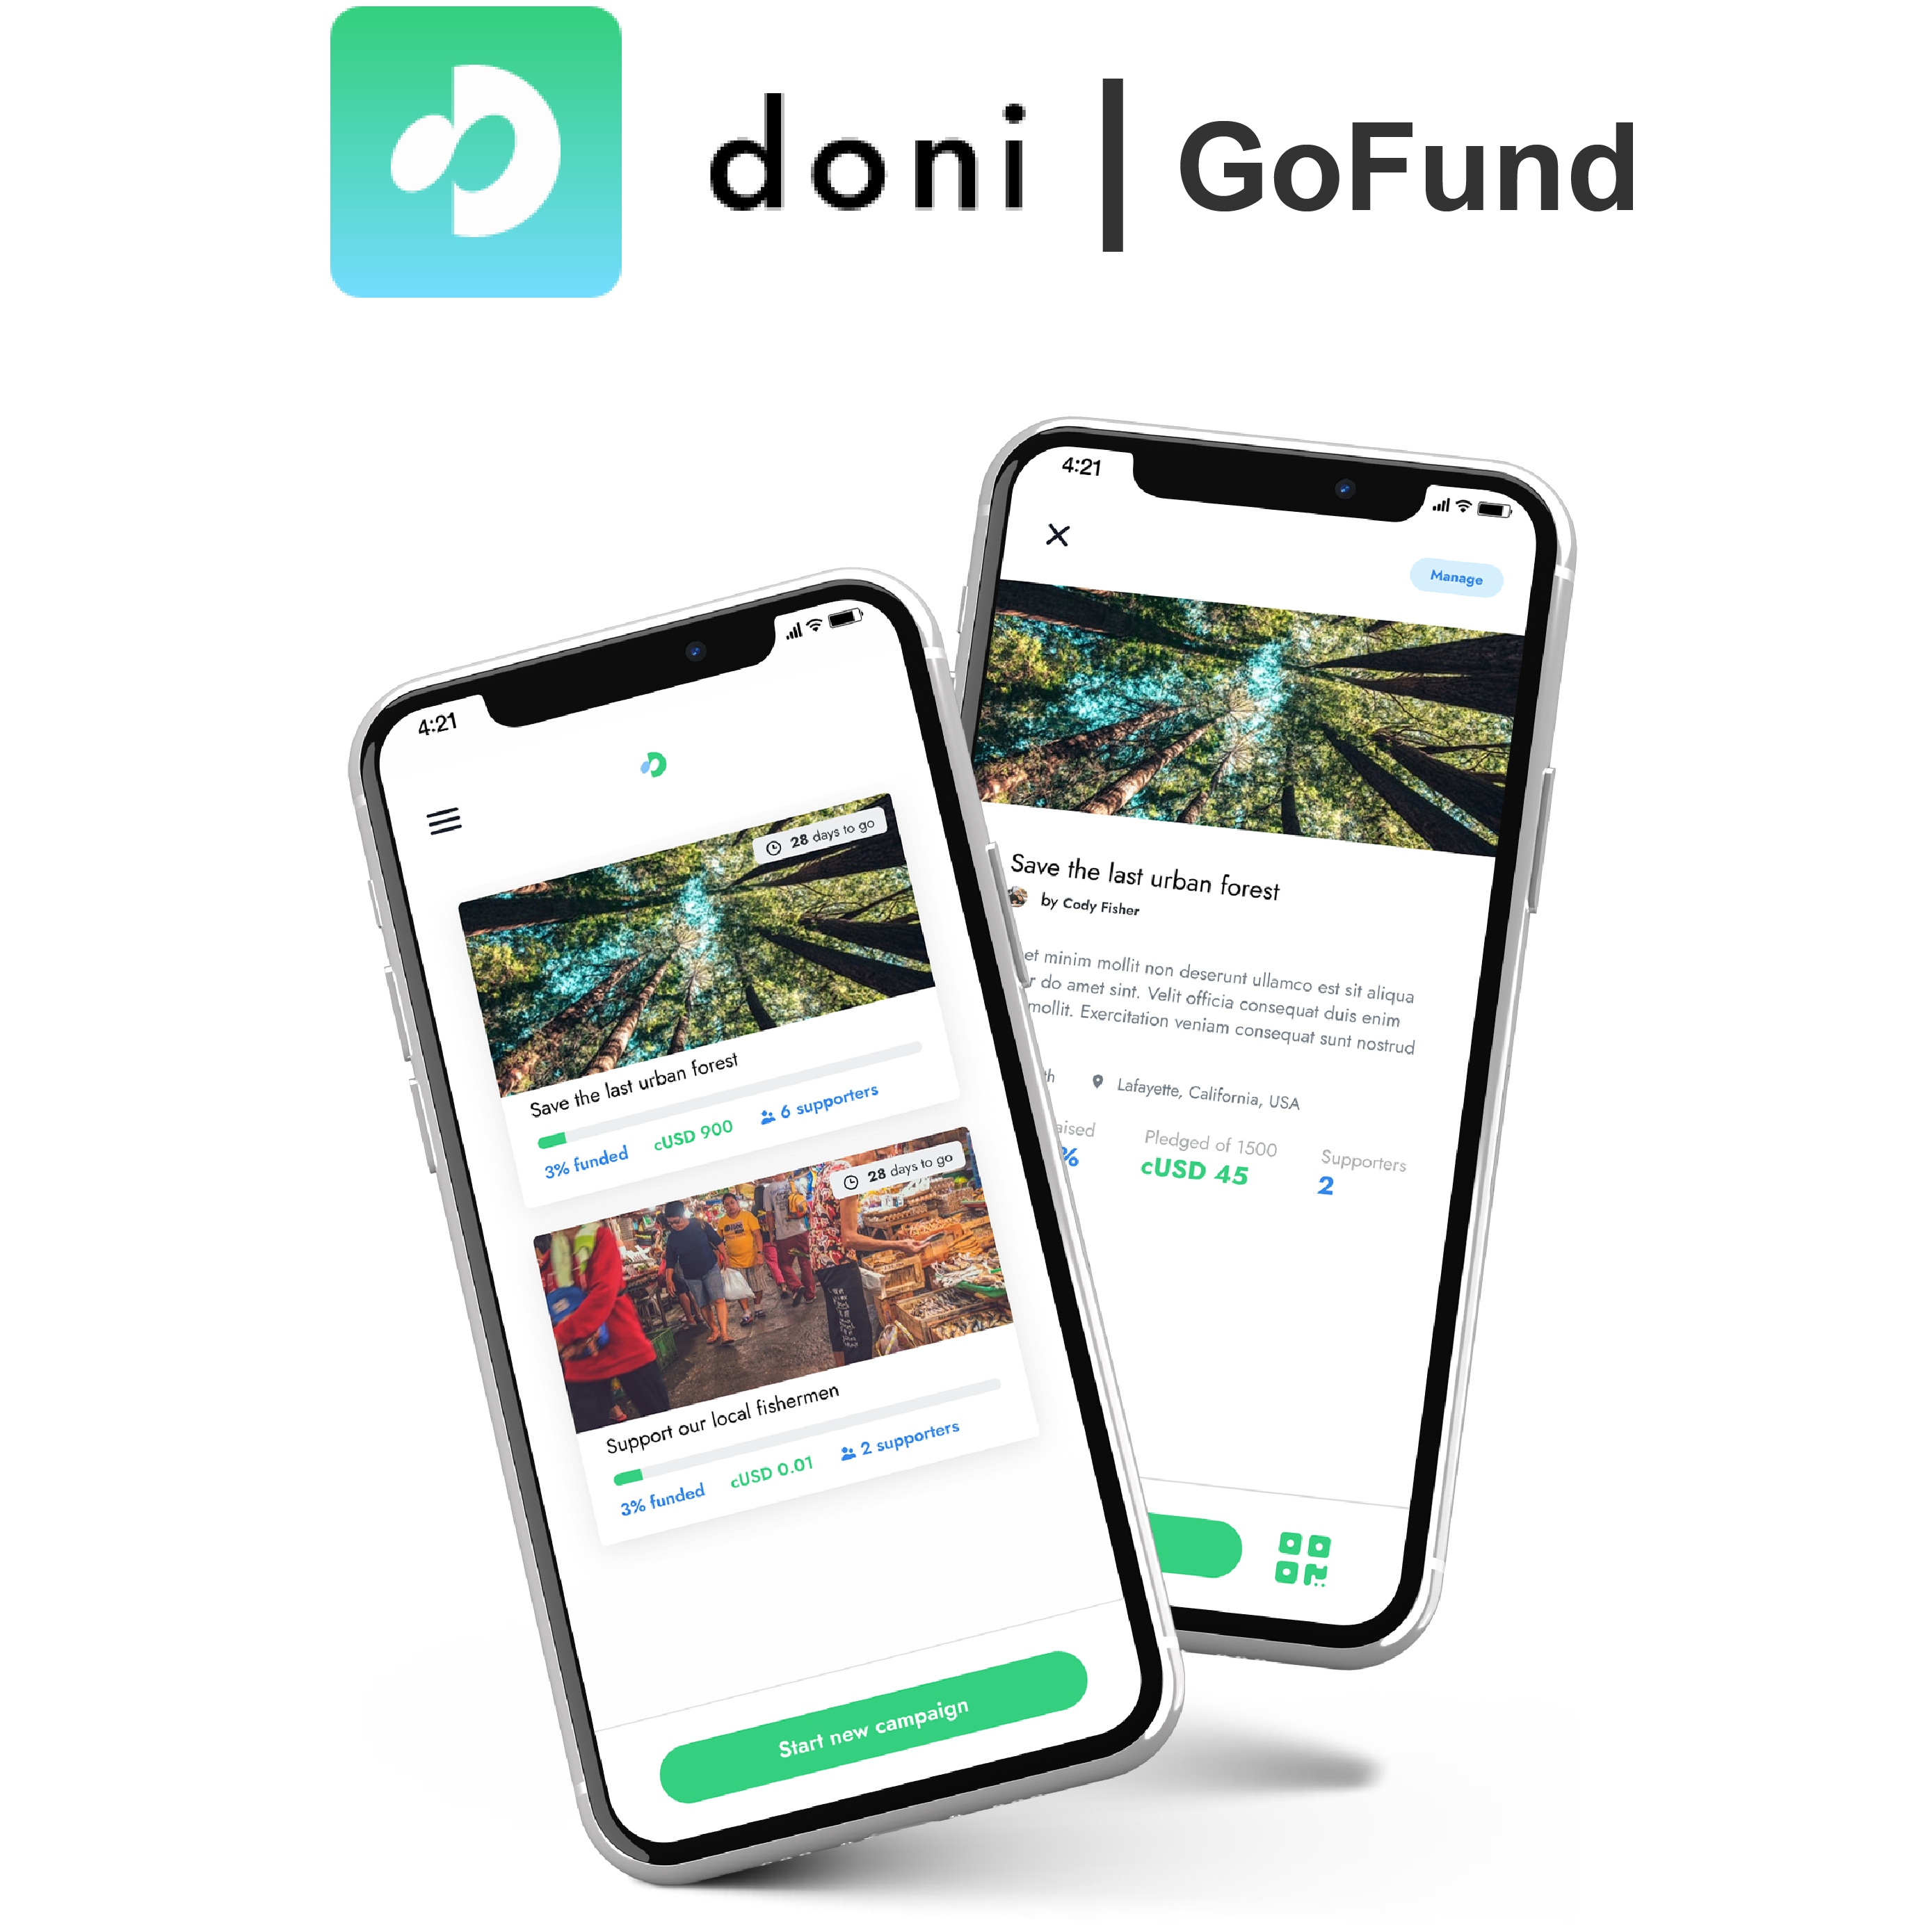 doni | GoFund
4:21
28 days to go
Save the last urban forest
3% funded cUSD 900 6 supporters
28 days to go
Support our local fishermen
3% funded cUSD 0.01 2 supporters
Start new campaign
4:21
Manage
Save the last urban forest
by Cody Fisher
et minim mollit non deserunt ullamco est sit aliqua
r do amet sint. Velit officia consequat duis enim
mollit. Exercitation veniam consequat sunt nostrud
th Lafayette, California, USA
aised Pledged of 1500 Supporters
% cUSD 45 2